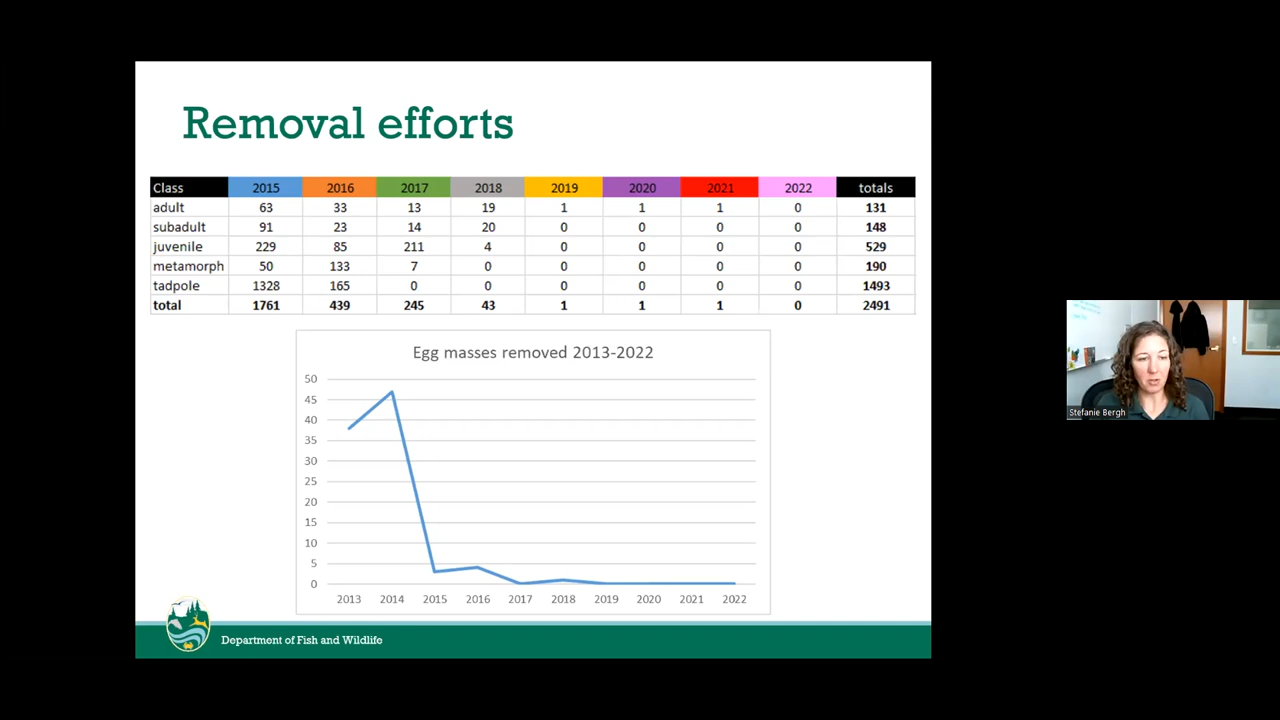 Removal efforts
Class 2015 2016 2017 2018 2019 2020 2021 2022 totals
adult 63 33 13 19 1 1 1 0 131
subadult 91 23 14 20 0 0 0 0 148
juvenile 229 85 211 4 0 0 0 0 529
metamorph 50 133 7 0 0 0 0 0 190
tadpole 1328 165 0 0 0 0 0 0 1493
total 1761 439 245 43 1 1 1 0 2491
Egg masses removed 2013-2022
50
45
40
35
30
25
20
15
10
5
0
2013 2014 2015 2016 2017 2018 2019 2020 2021 2022
Department of Fish and Wildlife
Stefanie Bergh